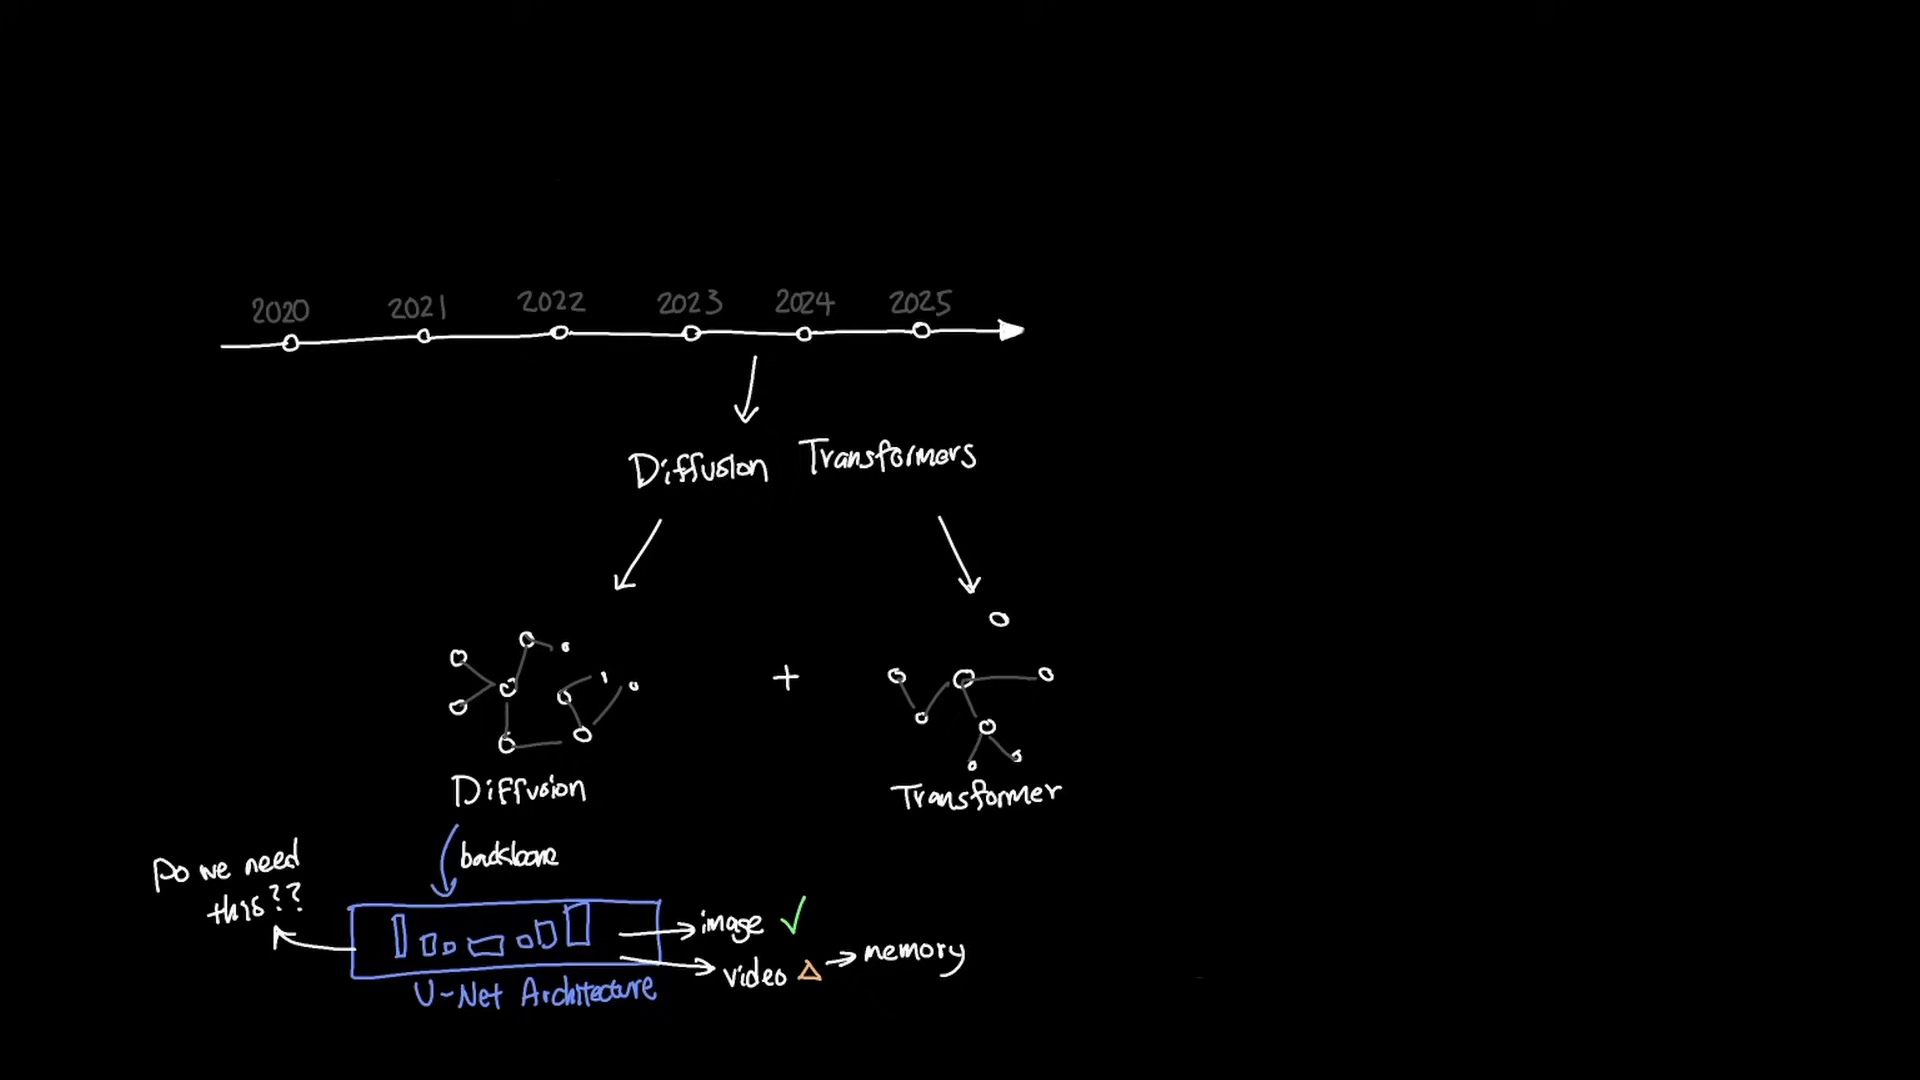 2020 2021 2022 2023 2024 2025
Diffusion Transformers
+
Diffusion
Transformer
backbone
Do we need
this??
image ✓
video △ → memory
U-Net Architecture